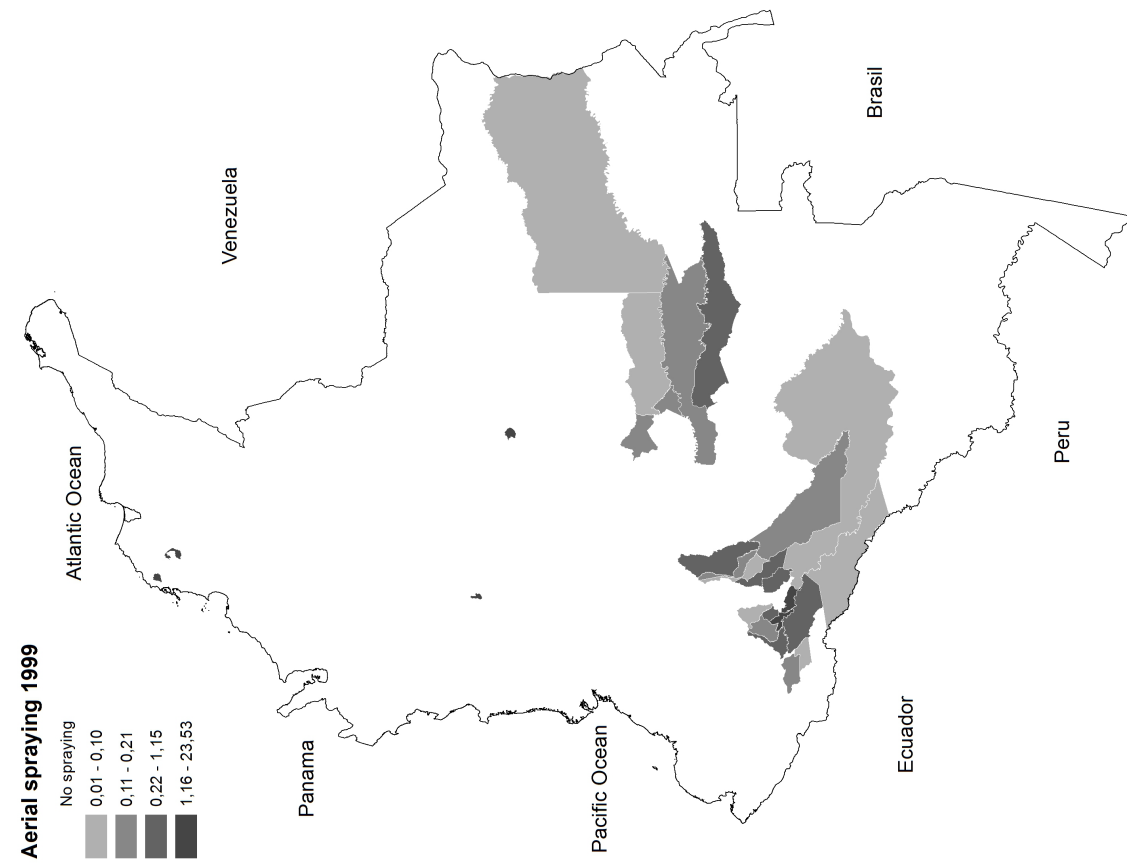 Aerial spraying 1999
No spraying
0,01 - 0,10
0,11 - 0,21
0,22 - 1,15
1,16 - 23,53
Atlantic Ocean
Venezuela
Panama
Pacific Ocean
Ecuador
Peru
Brasil